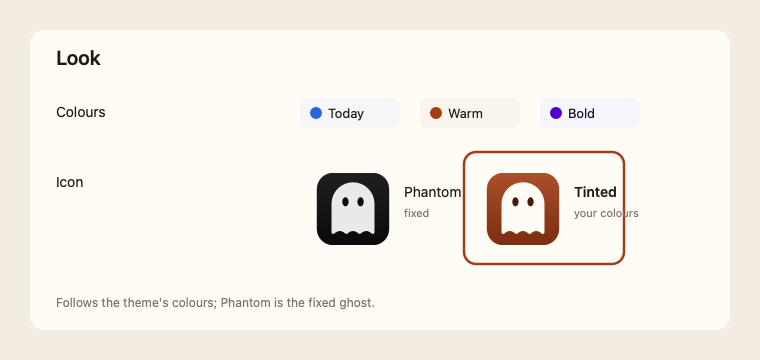 Look
Colours
Today
Warm
Bold
Icon
Phantom
fixed
Tinted
your colours
Follows the theme's colours; Phantom is the fixed ghost.